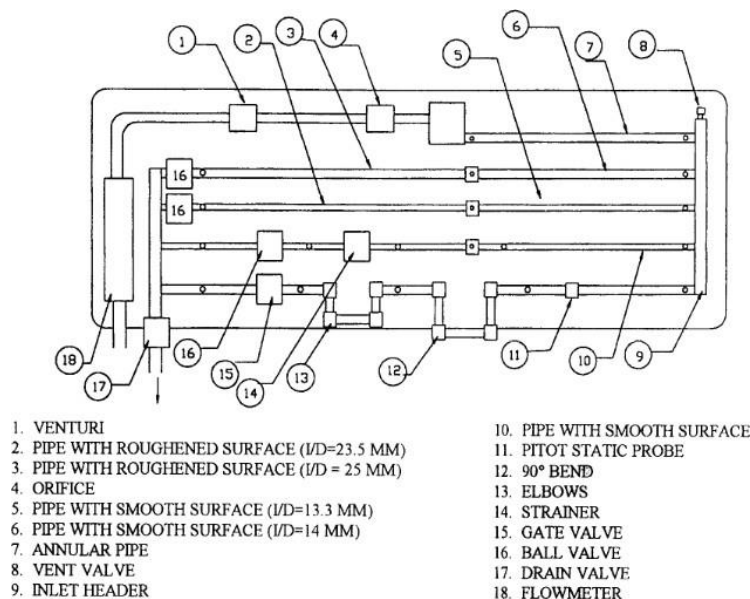 1 2 3 4 5 6 7 8
16
16
18 17 16 15 14 13 12 11 10 9
1. VENTURI
2. PIPE WITH ROUGHENED SURFACE (I/D=23.5 MM)
3. PIPE WITH ROUGHENED SURFACE (I/D = 25 MM)
4. ORIFICE
5. PIPE WITH SMOOTH SURFACE (I/D=13.3 MM)
6. PIPE WITH SMOOTH SURFACE (I/D=14 MM)
7. ANNULAR PIPE
8. VENT VALVE
9. INLET HEADER
10. PIPE WITH SMOOTH SURFACE
11. PITOT STATIC PROBE
12. 90° BEND
13. ELBOWS
14. STRAINER
15. GATE VALVE
16. BALL VALVE
17. DRAIN VALVE
18. FLOWMETER